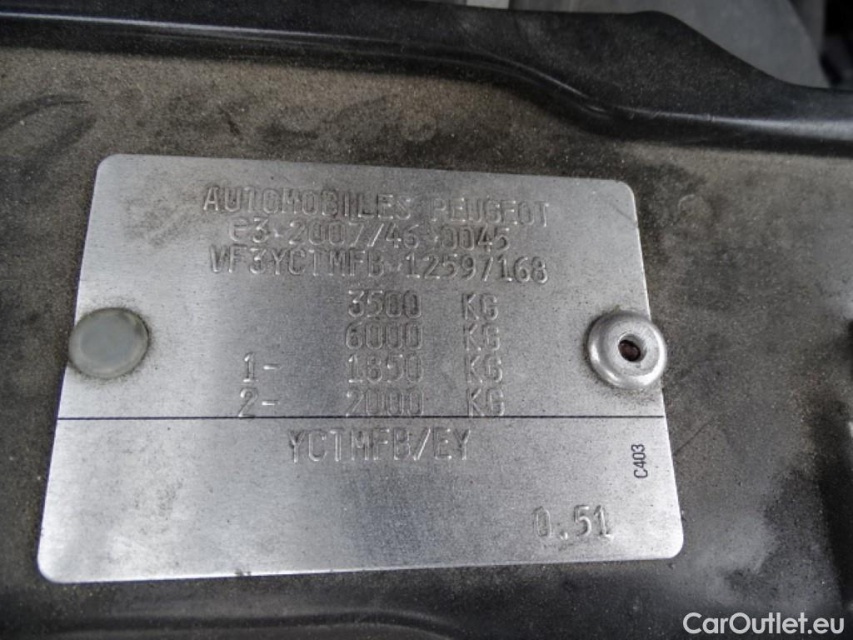 AUTOMOBILES PEUGEOT
e3*2007/46*0045
VF3YCTMFB-12597168
3500 KG
6000 KG
1- 1850 KG
2- 2000 KG
YCTMFB/EY
C403
0.51
CarOutlet.eu